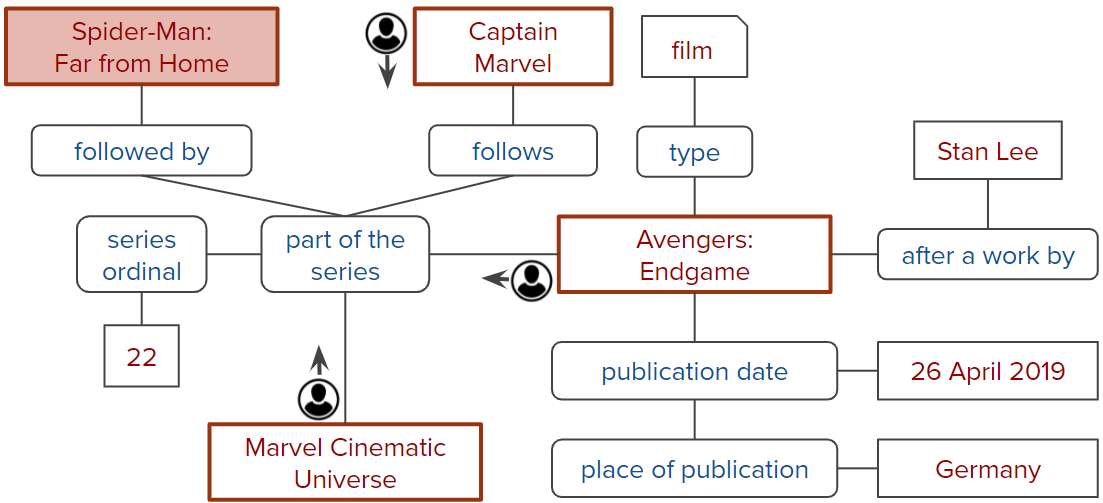 Spider-Man:
Far from Home
Captain
Marvel
film
followed by
follows
type
Stan Lee
series
ordinal
part of the
series
Avengers:
Endgame
after a work by
22
publication date
26 April 2019
Marvel Cinematic
Universe
place of publication
Germany